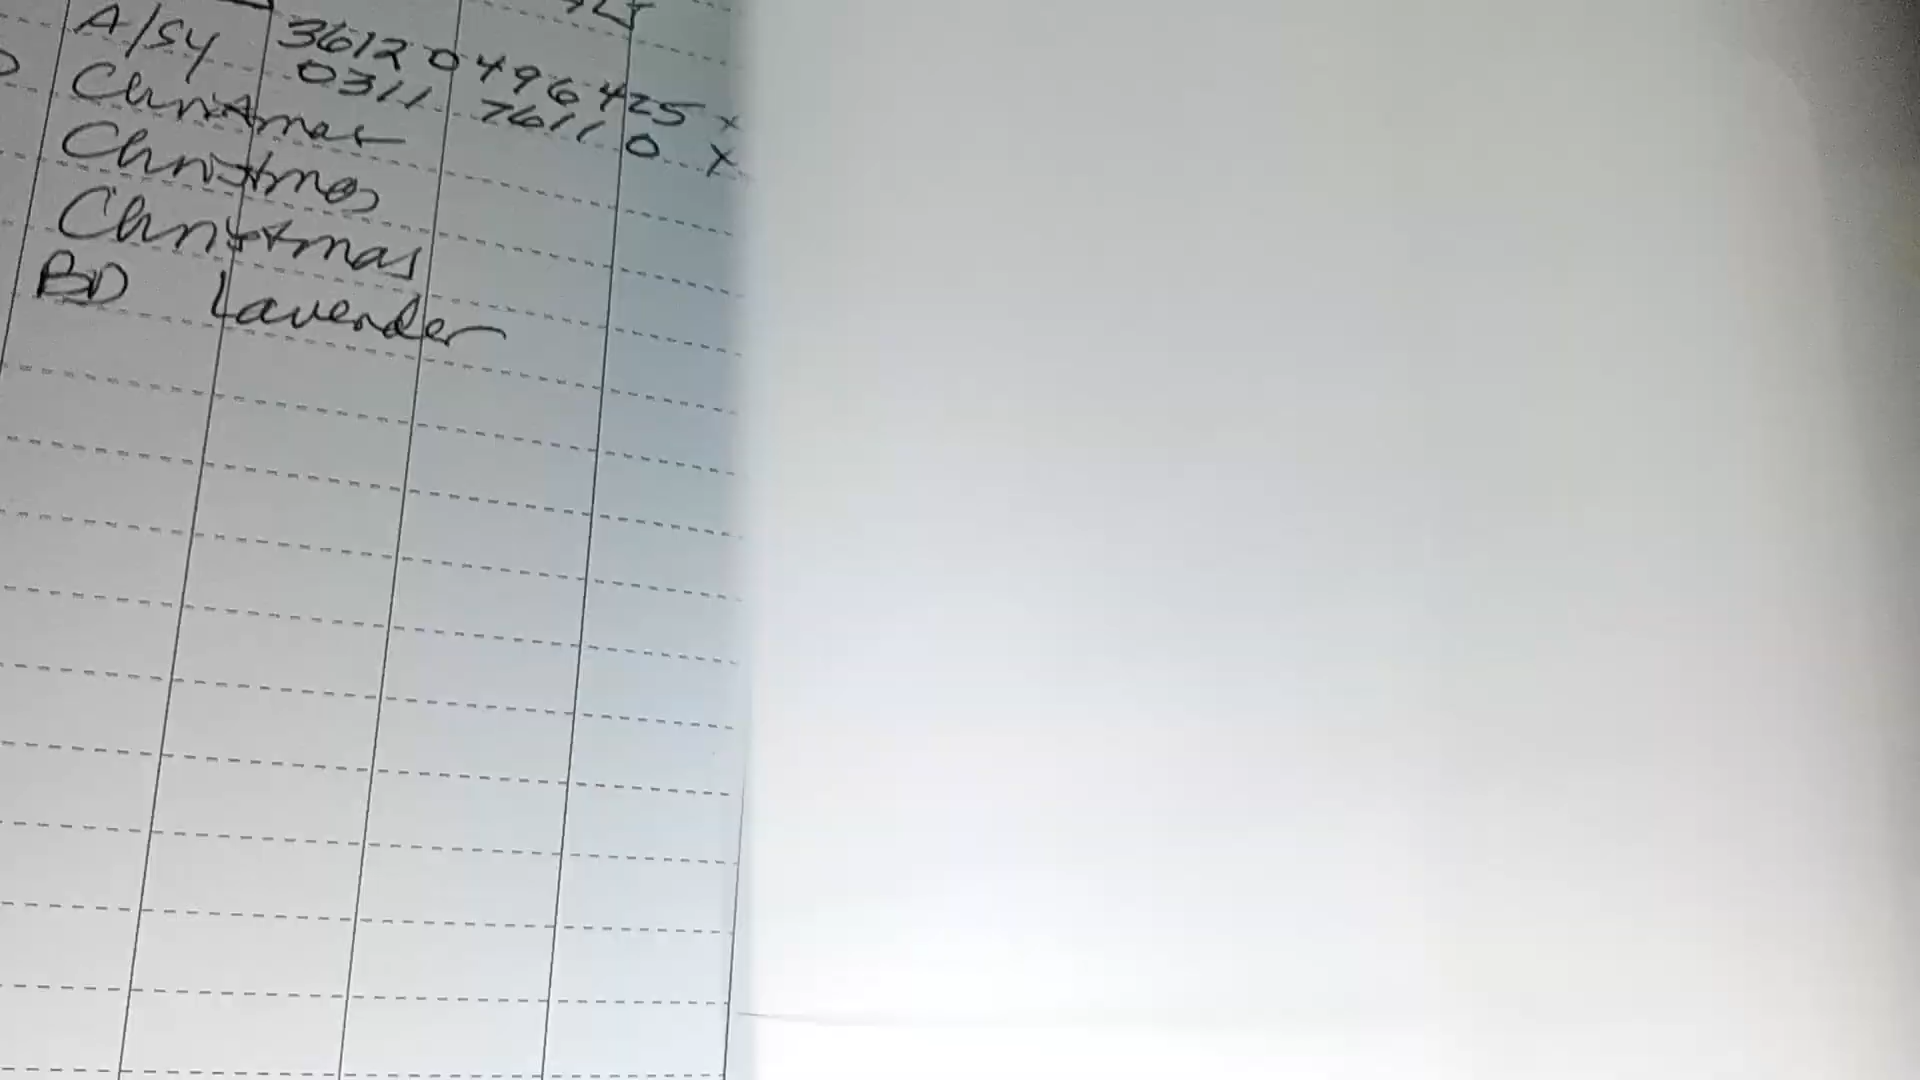 A/Sy 3612 0496 425 x
Christmas 0311 7611 0 x
Christmas
Christmas
BD Lavender